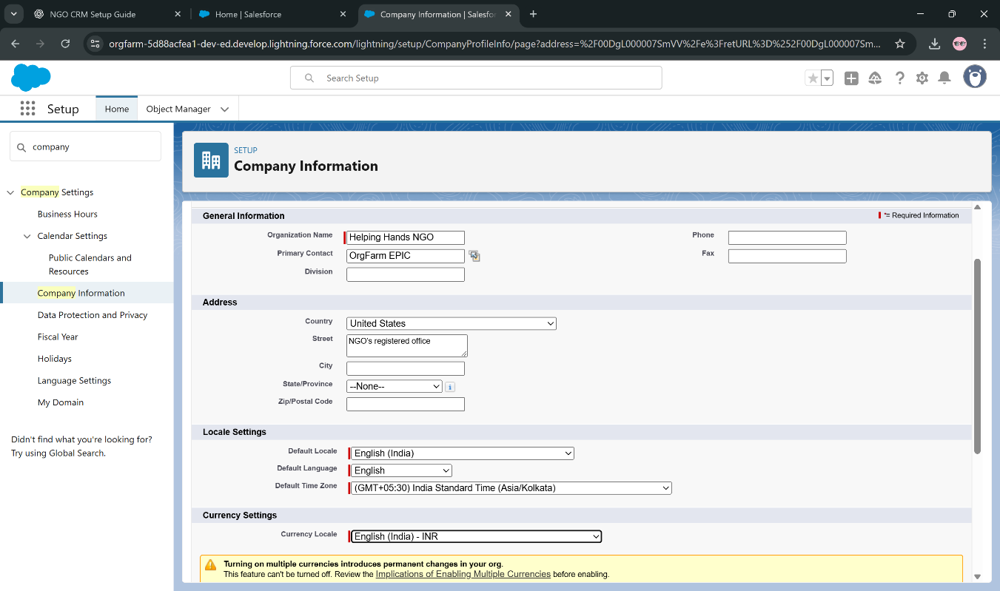 NGO CRM Setup Guide
Home | Salesforce
Company Information | Salesfor
orgfarm-5d88acfea1-dev-ed.develop.lightning.force.com/lightning/setup/CompanyProfileInfo/page?address=%2F00DgL000007SmVV%2Fe%3FretURL%3D%252F00DgL000007Sm...
Search Setup
Setup
Home
Object Manager
company
Company Settings
Business Hours
Calendar Settings
Public Calendars and
Resources
Company Information
Data Protection and Privacy
Fiscal Year
Holidays
Language Settings
My Domain
Didn't find what you're looking for?
Try using Global Search.
SETUP
Company Information
General Information
*= Required Information
Organization Name Helping Hands NGO
Phone
Primary Contact OrgFarm EPIC
Fax
Division
Address
Country United States
Street NGO's registered office
City
State/Province --None--
Zip/Postal Code
Locale Settings
Default Locale English (India)
Default Language English
Default Time Zone (GMT+05:30) India Standard Time (Asia/Kolkata)
Currency Settings
Currency Locale English (India) - INR
Turning on multiple currencies introduces permanent changes in your org.
This feature can't be turned off. Review the Implications of Enabling Multiple Currencies before enabling.